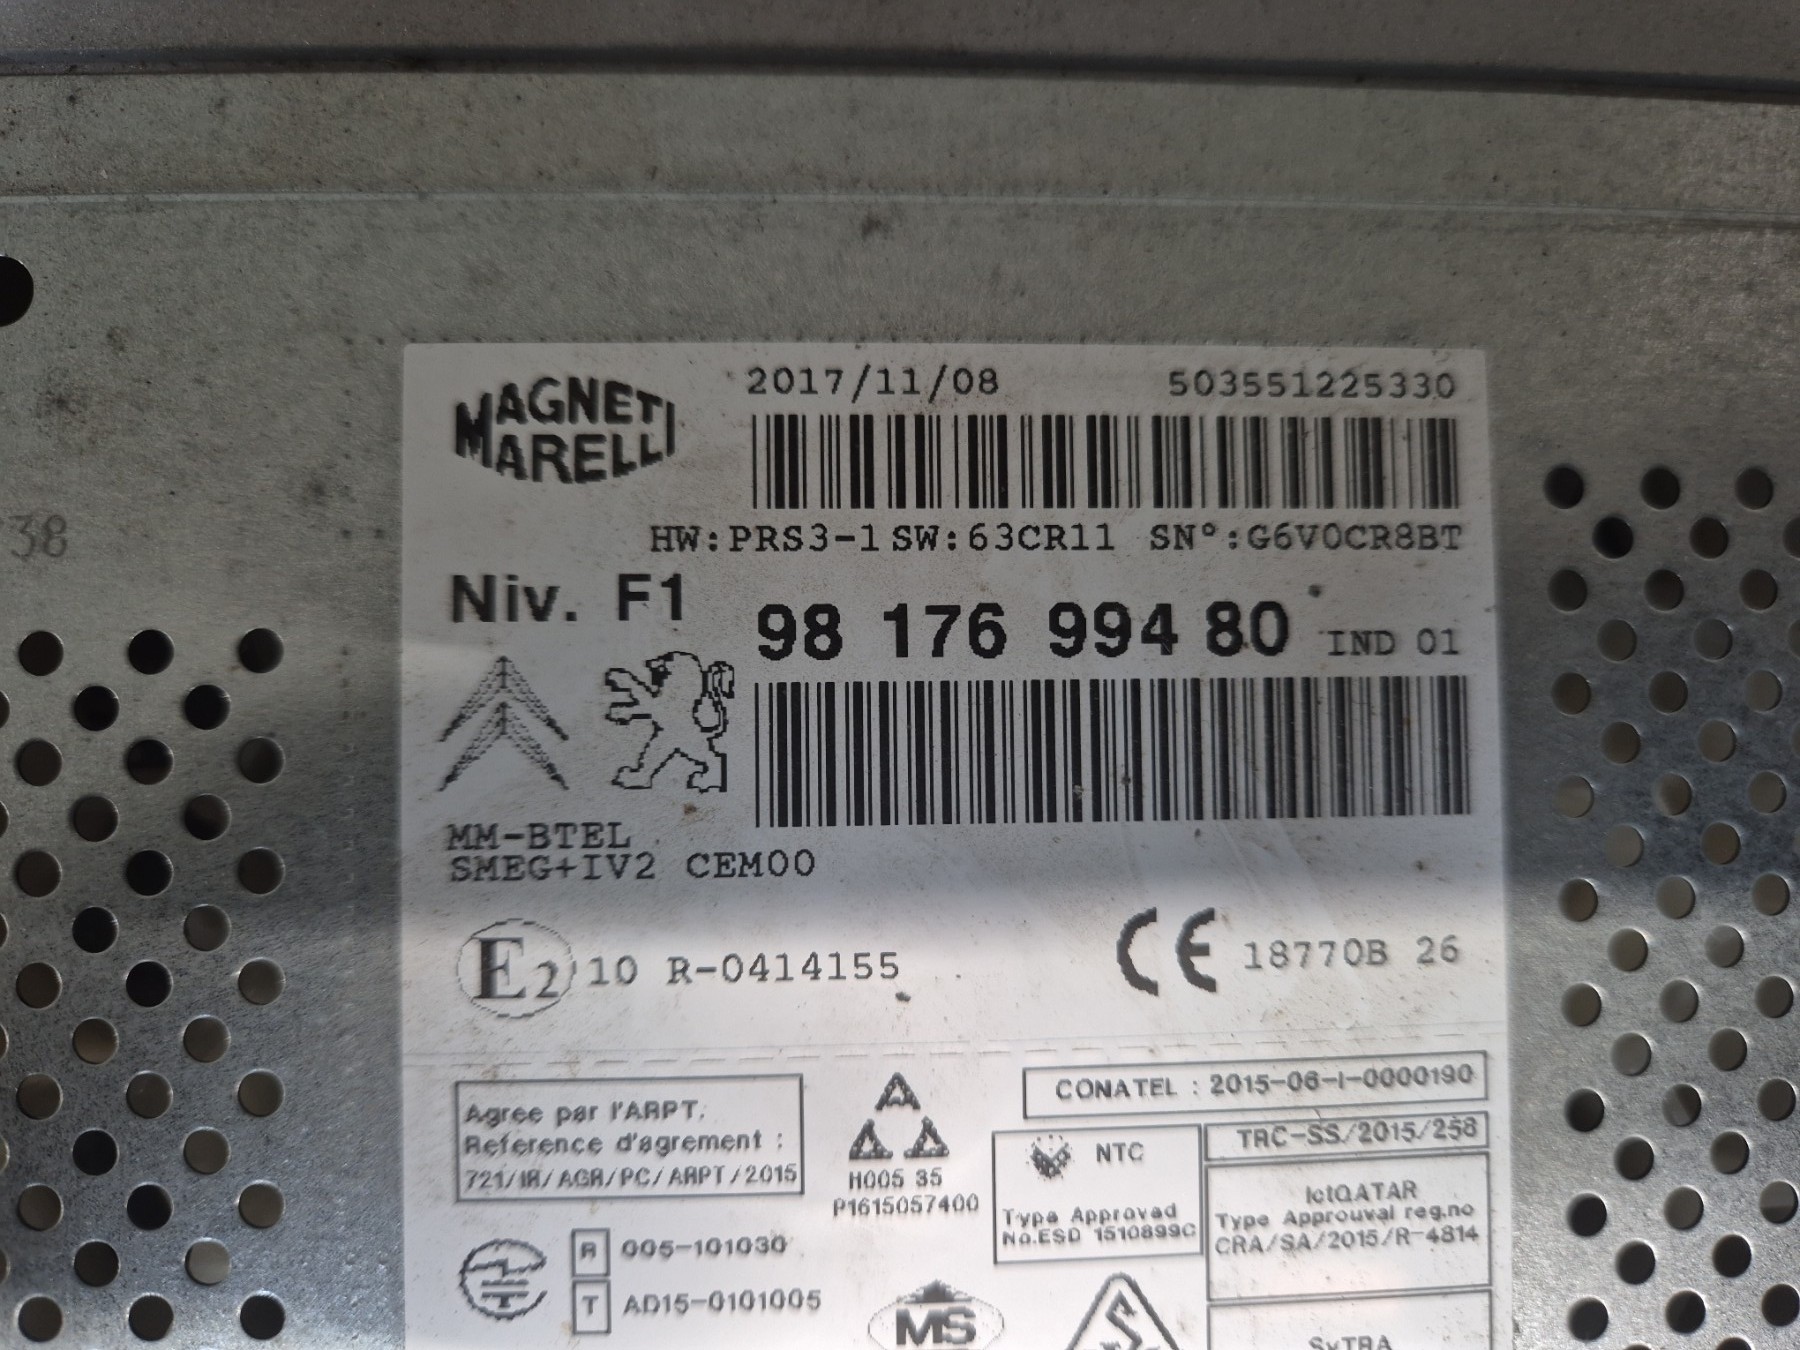 MAGNETI
MARELLI
2017/11/08 503551225330
HW:PRS3-1 SW:63CR11 SN°:G6V0CR8BT
38
Niv. F1
98 176 994 80 IND 01
MM-BTEL
SMEG+IV2 CEM00
E2 10 R-0414155
CE 18770B 26
Agree par l'ARPT.
Reference d'agrement :
721/IR/AGR/PC/ARPT/2015
H005 35
P1615057400
CONATEL : 2015-06-I-0000190
NTC
Type Approved
No.ESD 1510899C
TRC-SS/2015/258
ictQATAR
Type Approuval reg.no
CRA/SA/2015/R-4814
R 005-101030
T AD15-0101005
MS
S